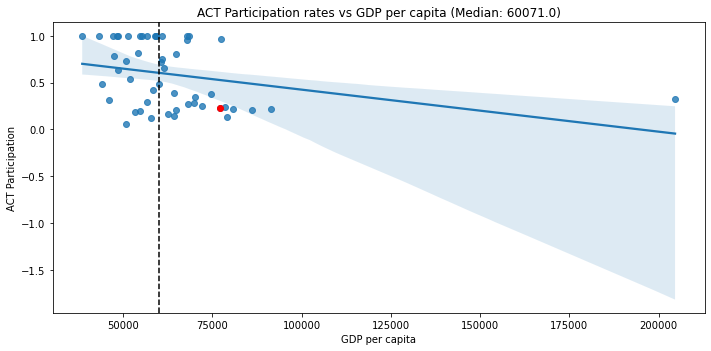 ACT Participation rates vs GDP per capita (Median: 60071.0)
ACT Participation
1.0
0.5
0.0
−0.5
−1.0
−1.5
50000 75000 100000 125000 150000 175000 200000
GDP per capita